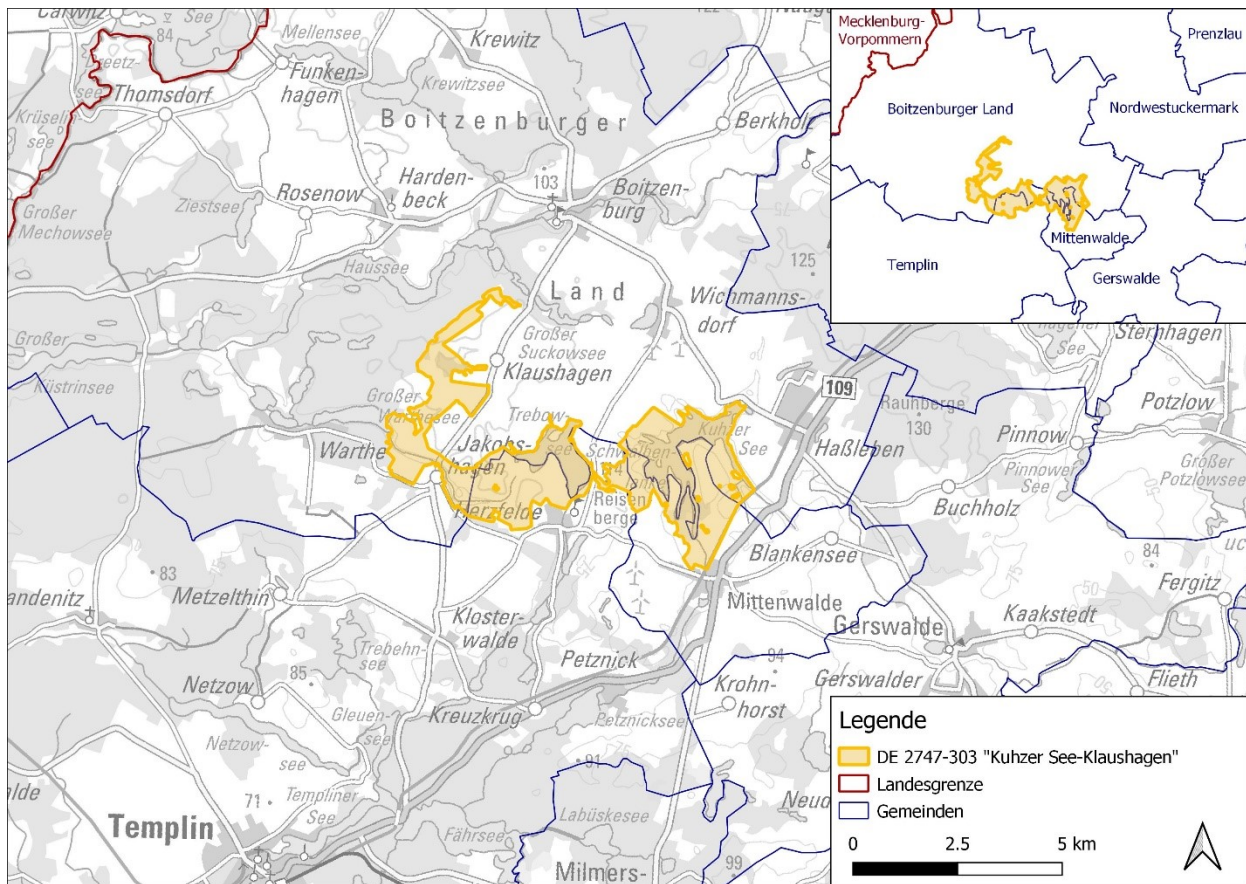 Carwitz
See
84
Mellensee
Krewitz
Mecklenburg-
Vorpommern
Prenzlau
Funken-
hagen
Krewitzsee
see
Thomsdorf
Krüselin-
see
Boitzenburger
Berkholz
Boitzenburger Land
Nordwestuckermark
Harden-
beck
103
Boitzen-
burg
Rosenow
Ziestsee
Großer
Mechowsee
Haussee
125
Mittenwalde
Templin
Gerswalde
Land
Wichmanns-
dorf
Großer
Suckowsee
Sternhagen
See
Klaushagen
Küstrinsee
Großer
Warthesee
109
Rauhberge
130
Potzlow
Pinnow
Trebow-
see
Kuhzer
See
Warthe
Jakobs-
hagen
Haßleben
Pinnower
See
Großer
Potzlowsee
Herzfelde
Reisen
berge
Buchholz
Blankensee
84
83
Metzelthin
Fergitz
andenitz
Kloster-
walde
Mittenwalde
Kaakstedt
Gerswalde
Trebehn-
see
Petznick
94
85
Gerswalder
Flieth
Netzow
Krohn-
horst
Gleuen-
see
Kreuzkrug
Petznicksee
Netzow-
see
91
71
Templiner
See
Templin
Labüskesee
Fährsee
Milmers-
99
Legende
DE 2747-303 "Kuhzer See-Klaushagen"
Landesgrenze
Gemeinden
0 2.5 5 km